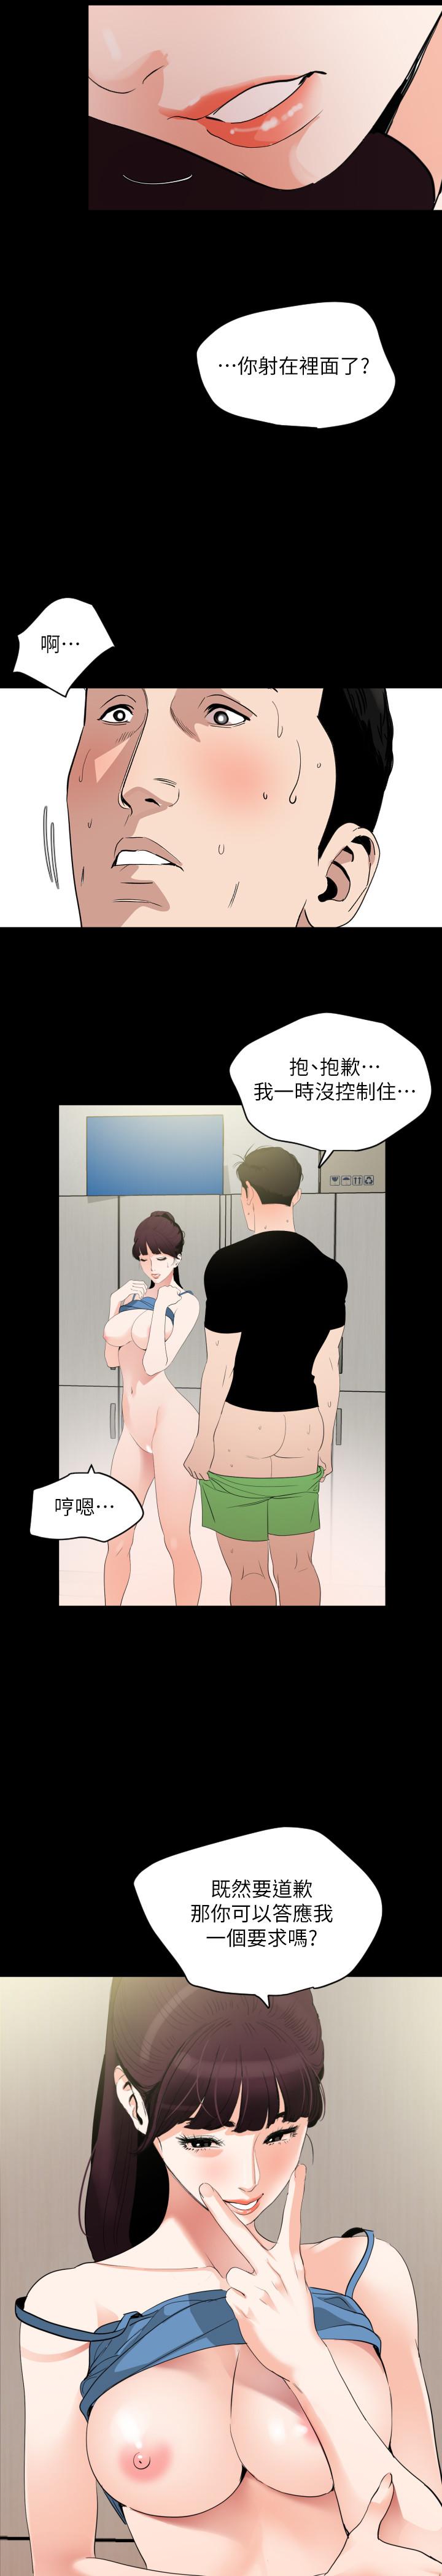 …你射在裡面了?
啊…
抱、抱歉…
我一時沒控制住…
哼嗯…
既然要道歉
那你可以答應我
一個要求嗎?